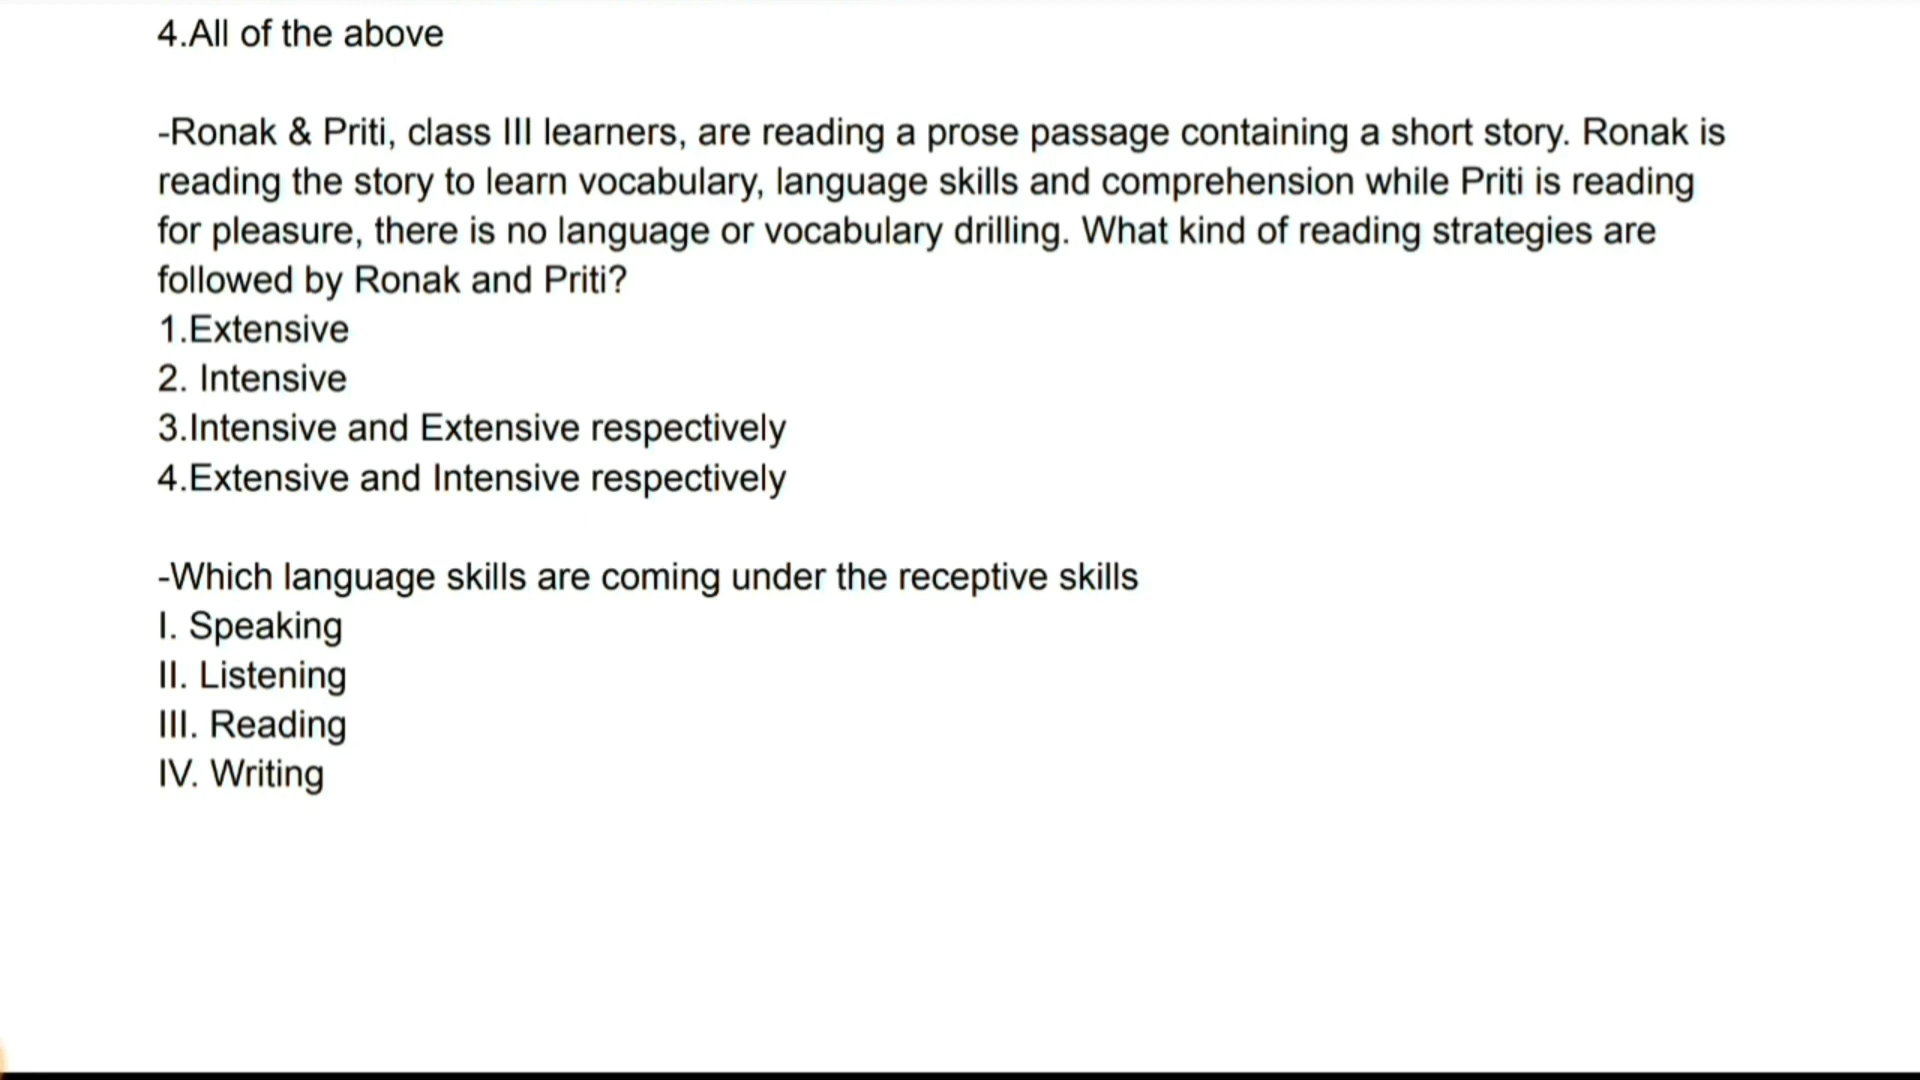 4.All of the above
-Ronak & Priti, class III learners, are reading a prose passage containing a short story. Ronak is
reading the story to learn vocabulary, language skills and comprehension while Priti is reading
for pleasure, there is no language or vocabulary drilling. What kind of reading strategies are
followed by Ronak and Priti?
1.Extensive
2. Intensive
3.Intensive and Extensive respectively
4.Extensive and Intensive respectively
-Which language skills are coming under the receptive skills
I. Speaking
II. Listening
III. Reading
IV. Writing